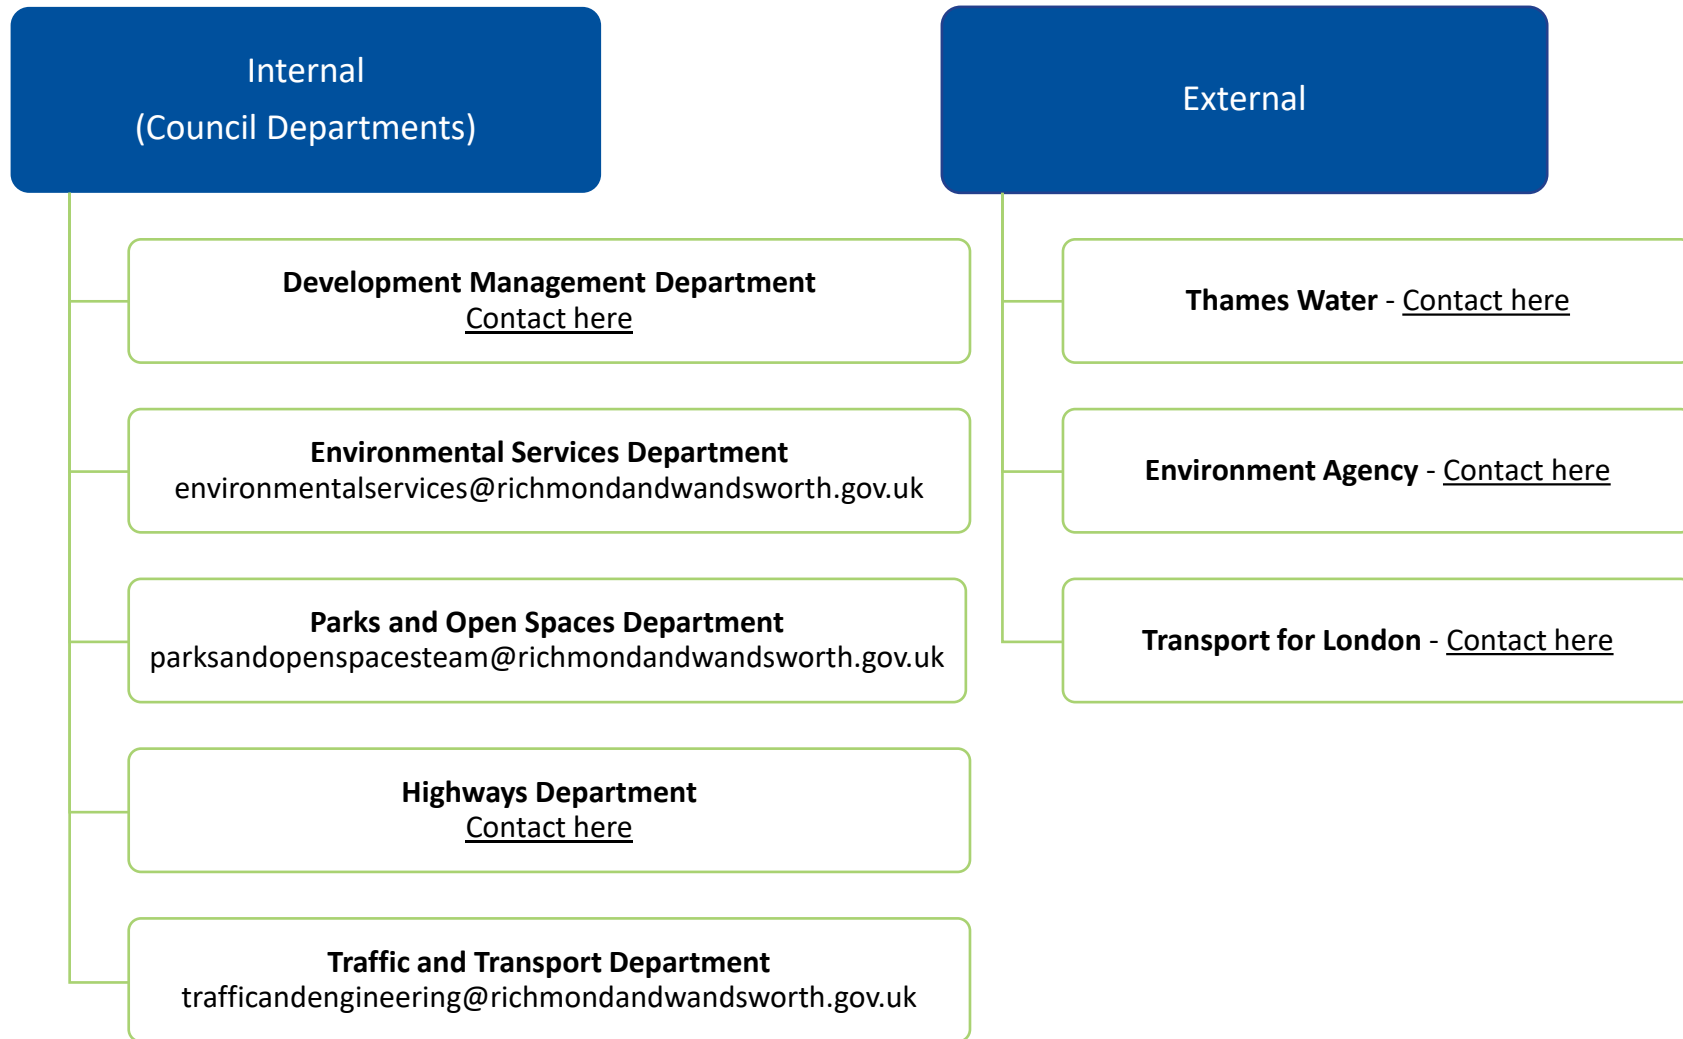 Internal
(Council Departments)
Development Management Department
Contact here
Environmental Services Department
environmentalservices@richmondandwandsworth.gov.uk
Parks and Open Spaces Department
parksandopenspacesteam@richmondandwandsworth.gov.uk
Highways Department
Contact here
Traffic and Transport Department
trafficandengineering@richmondandwandsworth.gov.uk
External
Thames Water - Contact here
Environment Agency - Contact here
Transport for London - Contact here